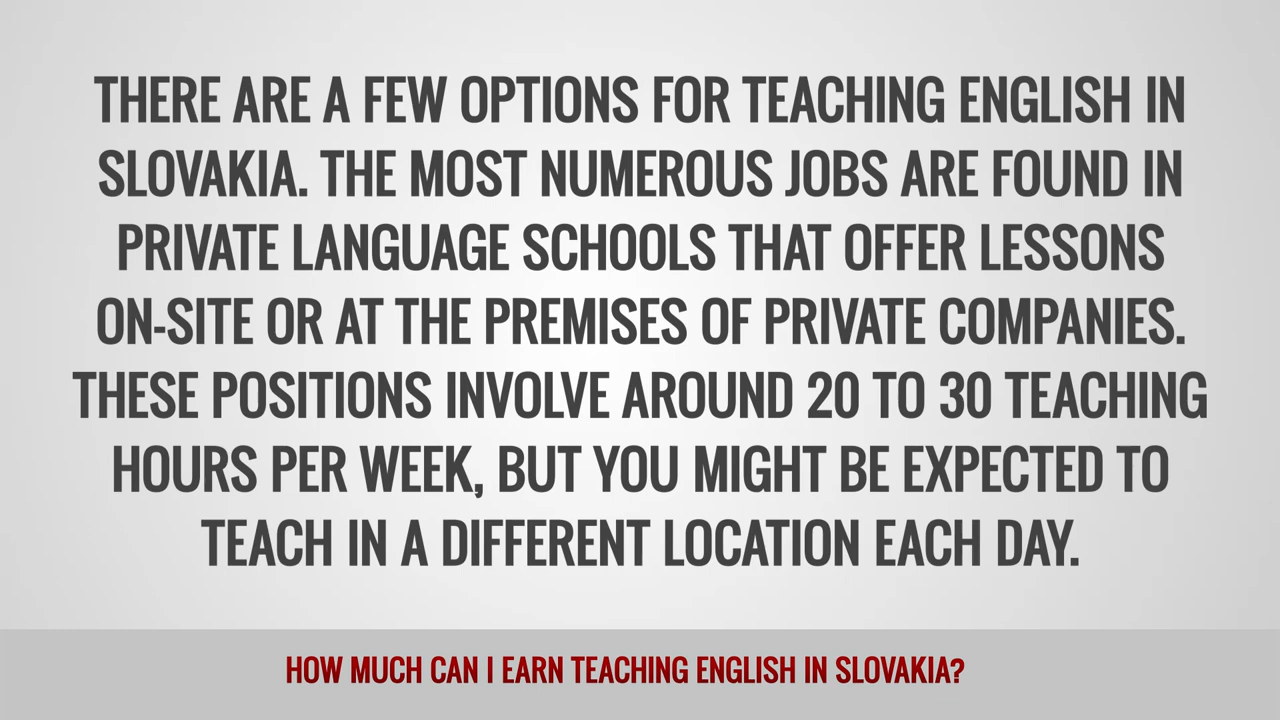 THERE ARE A FEW OPTIONS FOR TEACHING ENGLISH IN
SLOVAKIA. THE MOST NUMEROUS JOBS ARE FOUND IN
PRIVATE LANGUAGE SCHOOLS THAT OFFER LESSONS
ON-SITE OR AT THE PREMISES OF PRIVATE COMPANIES.
THESE POSITIONS INVOLVE AROUND 20 TO 30 TEACHING
HOURS PER WEEK, BUT YOU MIGHT BE EXPECTED TO
TEACH IN A DIFFERENT LOCATION EACH DAY.
HOW MUCH CAN I EARN TEACHING ENGLISH IN SLOVAKIA?